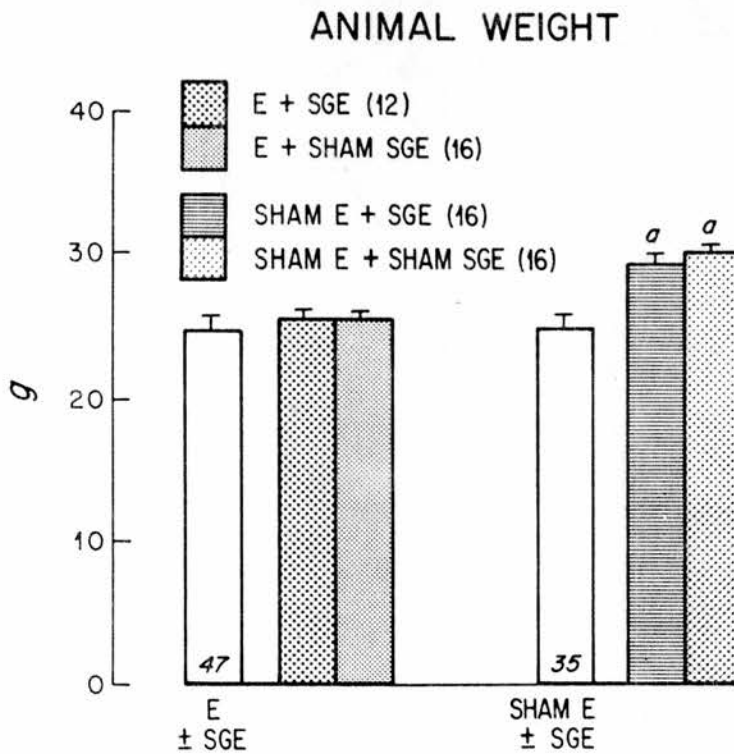 ANIMAL WEIGHT
E + SGE (12)
E + SHAM SGE (16)
SHAM E + SGE (16)
SHAM E + SHAM SGE (16)
g
40
30
20
10
0
a
a
47
35
E
± SGE
SHAM E
± SGE